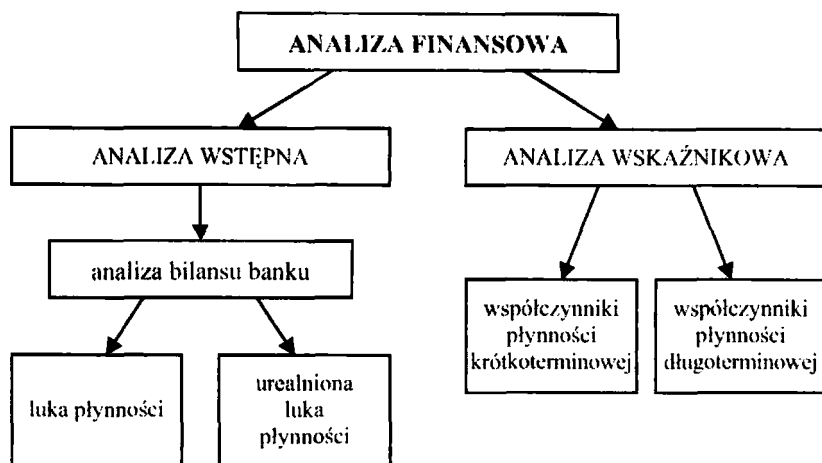 ANALIZA FINANSOWA
ANALIZA WSTĘPNA
ANALIZA WSKAŹNIKOWA
analiza bilansu banku
luka płynności
urealniona
luka
płynności
współczynniki
płynności
krótkoterminowej
współczynniki
płynności
długoterminowej